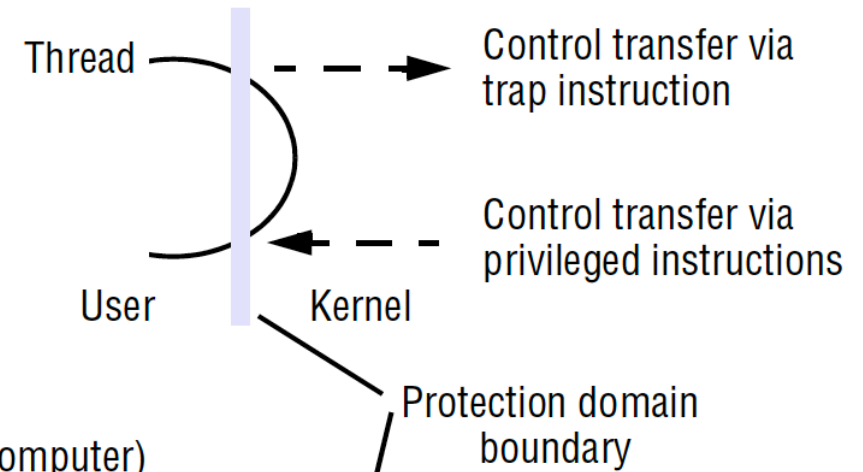 Thread
Control transfer via
trap instruction
Control transfer via
privileged instructions
User
Kernel
Protection domain
boundary
omputer)